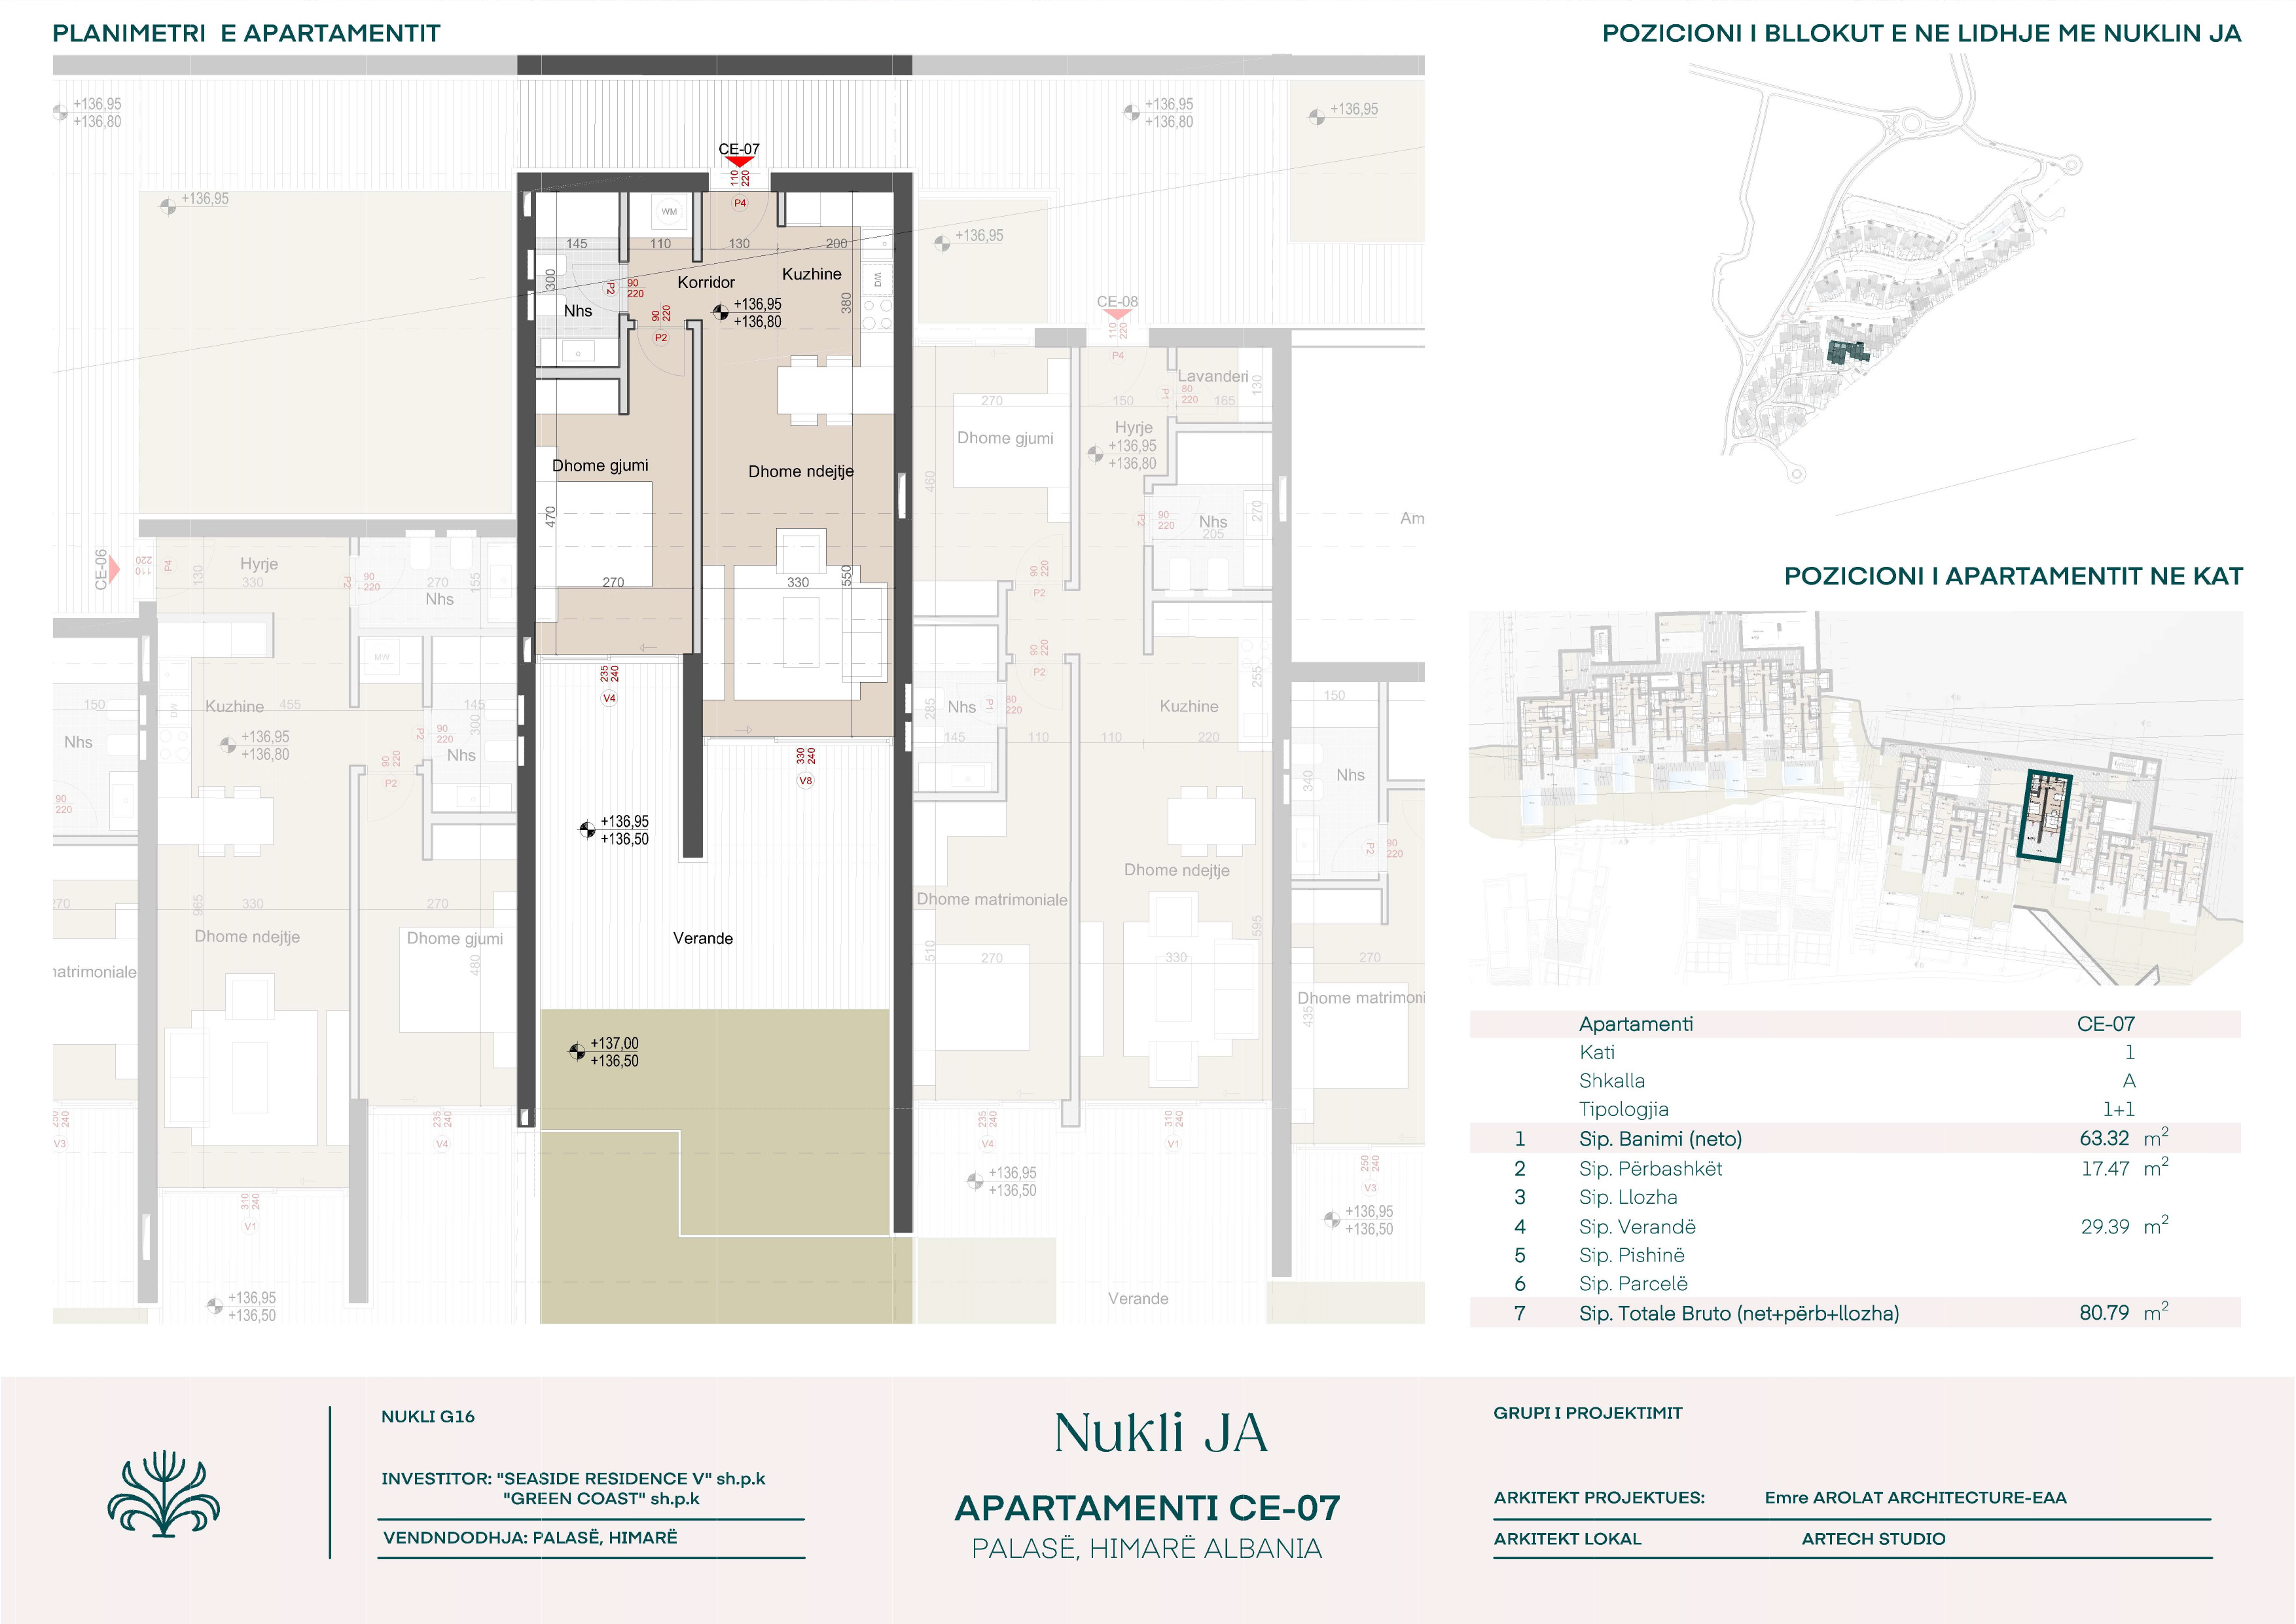 PLANIMETRI E APARTAMENTIT
POZICIONI I BLLOKUT E NE LIDHJE ME NUKLIN JA
+136,95
+136,80
+136,95
+136,80
+136,95
+136,95
+136,95
CE-07
110
220
P4
WM
145
110
130
200
300
Nhs
P2
90
220
Korridor
Kuzhine
DW
+136,95
+136,80
380
90
220
P2
Dhome gjumi
Dhome ndejtje
470
270
330
550
235
240
V4
330
240
V8
+136,95
+136,50
Verande
+137,00
+136,50
CE-06
110
220
P4
130
Hyrje
330
P2
90
220
270
Nhs
155
MW
150
Nhs
90
220
DW
Kuzhine
455
+136,95
+136,80
145
300
P2
90
220
Nhs
90
220
P2
965
330
Dhome ndejtje
270
Dhome gjumi
480
matrimoniale
240
V3
235
240
V4
310
240
V1
+136,95
+136,50
CE-08
110
220
P4
270
Dhome gjumi
460
150
Hyrje
+136,95
+136,80
P1
80
220
Lavanderi
165
130
P2
90
220
Nhs
205
270
90
220
P2
90
220
P2
285
Nhs
P1
80
220
145
110
110
220
Kuzhine
255
Dhome matrimoniale
510
270
Dhome ndejtje
330
595
235
240
V4
310
240
V1
+136,95
+136,50
Verande
Am
150
340
Nhs
P2
90
220
270
Dhome matrimoni
435
250
240
V3
+136,95
+136,50
POZICIONI I APARTAMENTIT NE KAT
Apartamenti CE-07
Kati 1
Shkalla A
Tipologjia 1+1
1 Sip. Banimi (neto) 63.32 m²
2 Sip. Përbashkët 17.47 m²
3 Sip. Llozha
4 Sip. Verandë 29.39 m²
5 Sip. Pishinë
6 Sip. Parcelë
7 Sip. Totale Bruto (net+përb+llozha) 80.79 m²
NUKLI G16
INVESTITOR: "SEASIDE RESIDENCE V" sh.p.k
"GREEN COAST" sh.p.k
VENDNDODHJA: PALASË, HIMARË
Nukli JA
APARTAMENTI CE-07
PALASË, HIMARË ALBANIA
GRUPI I PROJEKTIMIT
ARKITEKT PROJEKTUES: Emre AROLAT ARCHITECTURE-EAA
ARKITEKT LOKAL ARTECH STUDIO